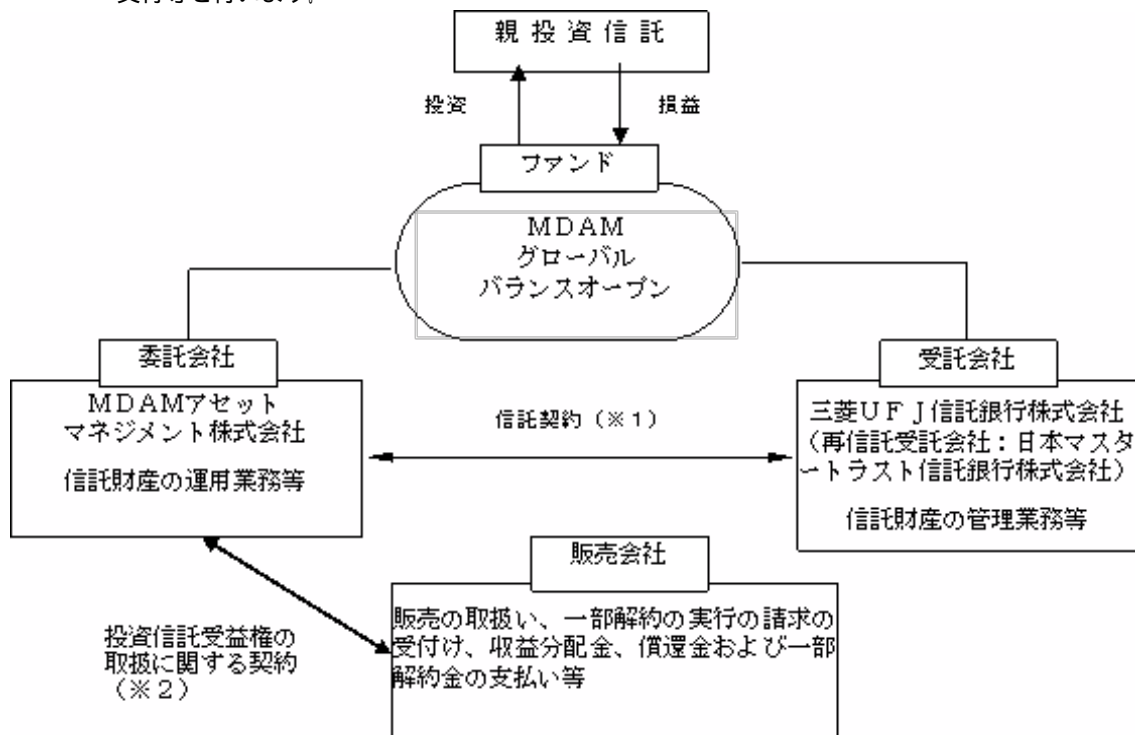 親投資信託
投資
損益
ファンド
MDAM
グローバル
バランスオープン
委託会社
MDAMアセット
マネジメント株式会社
信託財産の運用業務等
信託契約（※1）
受託会社
三菱UFJ信託銀行株式会社
（再信託受託会社：日本マスタ
ートラスト信託銀行株式会社）
信託財産の管理業務等
投資信託受益権の
取扱に関する契約
（※2）
販売会社
販売の取扱い、一部解約の実行の請求の
受付け、収益分配金、償還金および一部
解約金の支払い等